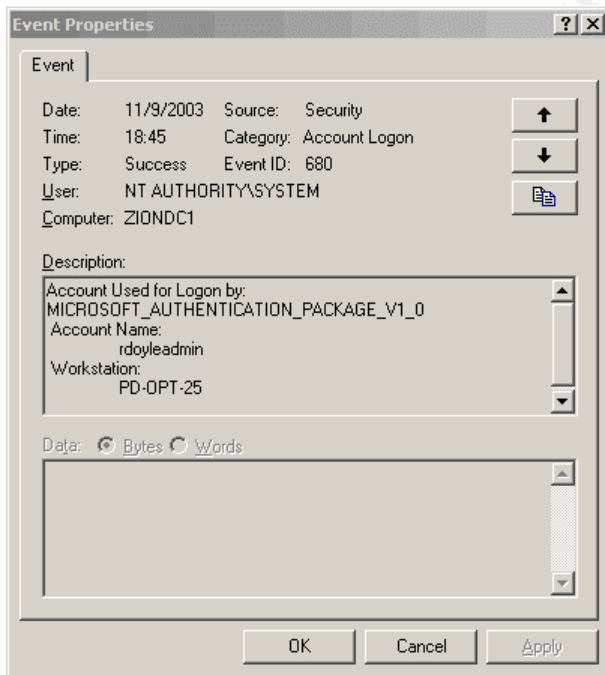 Event Properties
Event
Date: 11/9/2003 Source: Security
Time: 18:45 Category: Account Logon
Type: Success Event ID: 680
User: NT AUTHORITY\SYSTEM
Computer: ZIONDC1
Description:
Account Used for Logon by:
MICROSOFT_AUTHENTICATION_PACKAGE_V1_0
Account Name:
rdoyleadmin
Workstation:
PD-OPT-25
Data: Bytes Words
OK Cancel Apply